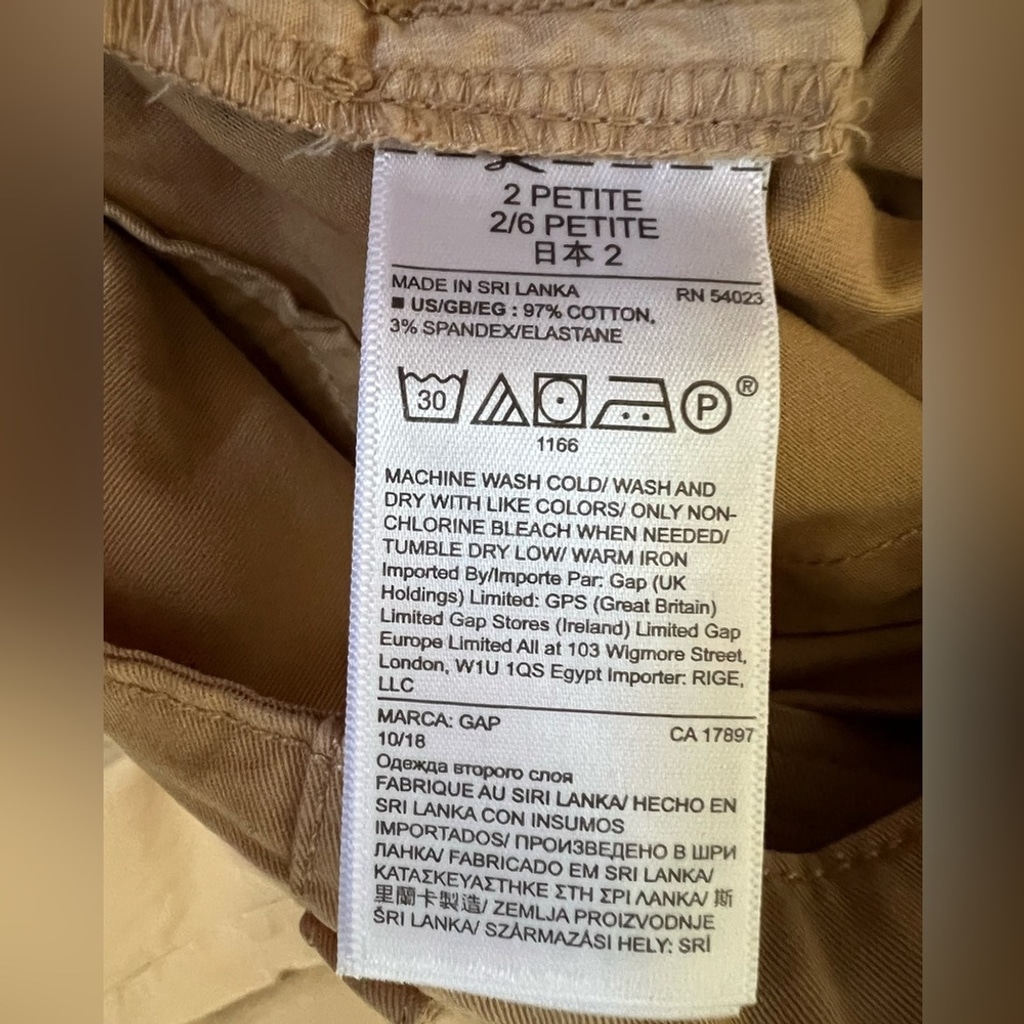 2 PETITE
2/6 PETITE
日本 2
MADE IN SRI LANKA RN 54023
■ US/GB/EG : 97% COTTON,
3% SPANDEX/ELASTANE
30 P ®
1166
MACHINE WASH COLD/ WASH AND
DRY WITH LIKE COLORS/ ONLY NON-
CHLORINE BLEACH WHEN NEEDED/
TUMBLE DRY LOW/ WARM IRON
Imported By/Importe Par: Gap (UK
Holdings) Limited: GPS (Great Britain)
Limited Gap Stores (Ireland) Limited Gap
Europe Limited All at 103 Wigmore Street,
London, W1U 1QS Egypt Importer: RIGE,
LLC
MARCA: GAP CA 17897
10/18
Одежда второго слоя
FABRIQUE AU SIRI LANKA/ HECHO EN
SRI LANKA CON INSUMOS
IMPORTADOS/ ПРОИЗВЕДЕНО В ШРИ
ЛАНКА/ FABRICADO EM SRI LANKA/
ΚΑΤΑΣΚΕΥΑΣΤΗΚΕ ΣΤΗ ΣΡΙ ΛΑΝΚΑ/ 斯
里蘭卡製造/ ZEMLJA PROIZVODNJE
ŠRI LANKA/ SZÁRMAZÁSI HELY: SRÍ